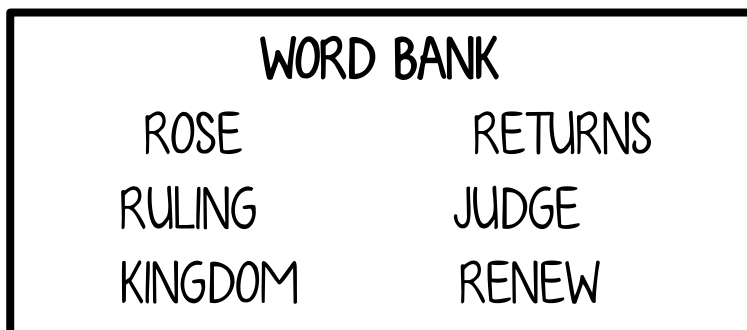 WORD BANK
ROSE RETURNS
RULING JUDGE
KINGDOM RENEW